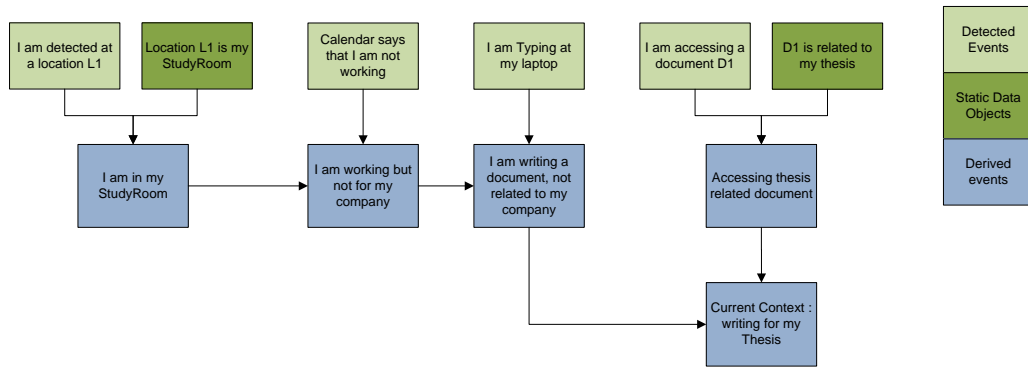 I am detected at
a location L1
Location L1 is my
StudyRoom
Calendar says
that I am not
working
I am Typing at
my laptop
I am accessing a
document D1
D1 is related to
my thesis
Detected
Events
Static Data
Objects
Derived
events
I am in my
StudyRoom
I am working but
not for my
company
I am writing a
document, not
related to my
company
Accessing thesis
related document
Current Context :
writing for my
Thesis